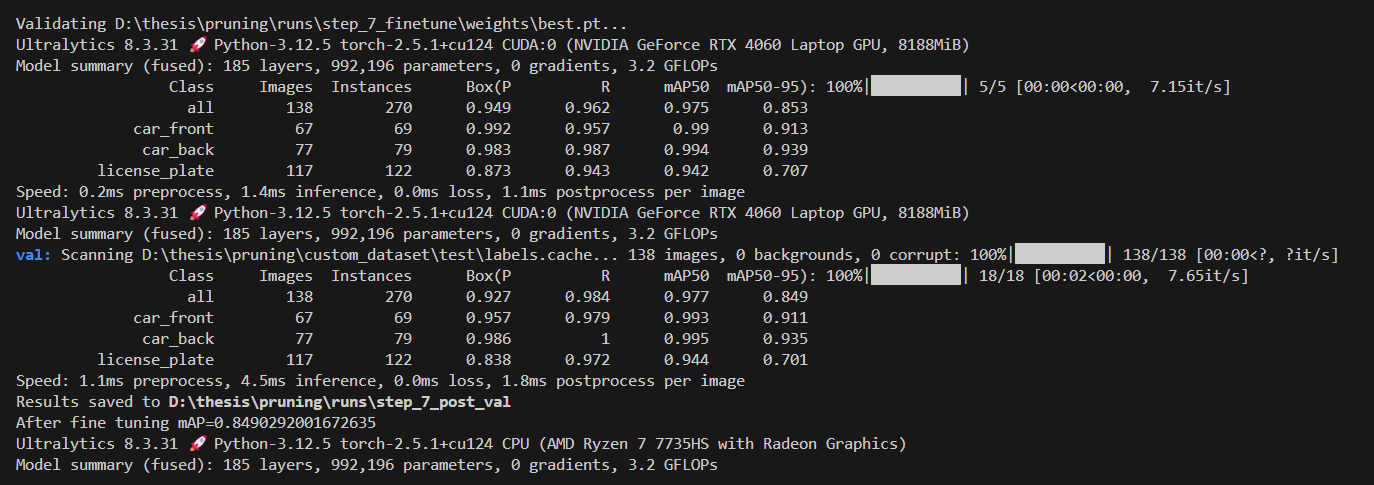 Validating D:\thesis\pruning\runs\step_7_finetune\weights\best.pt...
Ultralytics 8.3.31 🚀 Python-3.12.5 torch-2.5.1+cu124 CUDA:0 (NVIDIA GeForce RTX 4060 Laptop GPU, 8188MiB)
Model summary (fused): 185 layers, 992,196 parameters, 0 gradients, 3.2 GFLOPs
Class Images Instances Box(P R mAP50 mAP50-95): 100%|██████████| 5/5 [00:00<00:00, 7.15it/s]
all 138 270 0.949 0.962 0.975 0.853
car_front 67 69 0.992 0.957 0.99 0.913
car_back 77 79 0.983 0.987 0.994 0.939
license_plate 117 122 0.873 0.943 0.942 0.707
Speed: 0.2ms preprocess, 1.4ms inference, 0.0ms loss, 1.1ms postprocess per image
Ultralytics 8.3.31 🚀 Python-3.12.5 torch-2.5.1+cu124 CUDA:0 (NVIDIA GeForce RTX 4060 Laptop GPU, 8188MiB)
Model summary (fused): 185 layers, 992,196 parameters, 0 gradients, 3.2 GFLOPs
val: Scanning D:\thesis\pruning\custom_dataset\test\labels.cache... 138 images, 0 backgrounds, 0 corrupt: 100%|██████████| 138/138 [00:00<?, ?it/s]
Class Images Instances Box(P R mAP50 mAP50-95): 100%|██████████| 18/18 [00:02<00:00, 7.65it/s]
all 138 270 0.927 0.984 0.977 0.849
car_front 67 69 0.957 0.979 0.993 0.911
car_back 77 79 0.986 1 0.995 0.935
license_plate 117 122 0.838 0.972 0.944 0.701
Speed: 1.1ms preprocess, 4.5ms inference, 0.0ms loss, 1.8ms postprocess per image
Results saved to D:\thesis\pruning\runs\step_7_post_val
After fine tuning mAP=0.8490292001672635
Ultralytics 8.3.31 🚀 Python-3.12.5 torch-2.5.1+cu124 CPU (AMD Ryzen 7 7735HS with Radeon Graphics)
Model summary (fused): 185 layers, 992,196 parameters, 0 gradients, 3.2 GFLOPs